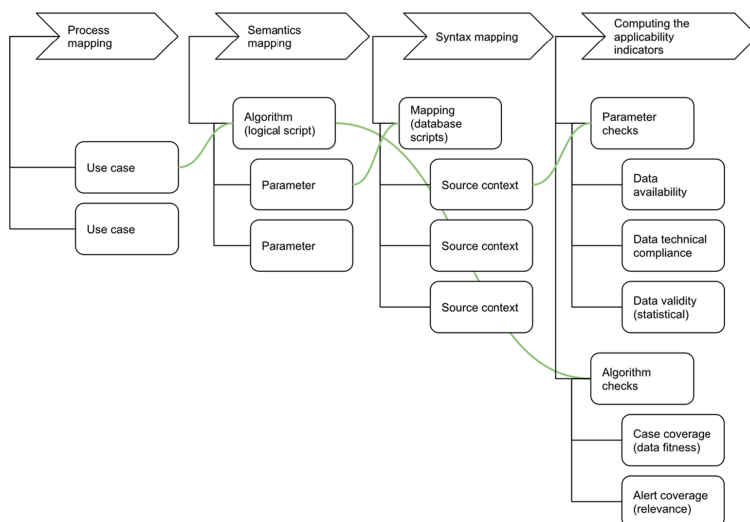 Process
mapping
Semantics
mapping
Syntax mapping
Computing the
applicability
indicators
Use case
Use case
Algorithm
(logical script)
Parameter
Parameter
Mapping
(database
scripts)
Source context
Source context
Source context
Parameter
checks
Data
availability
Data technical
compliance
Data validity
(statistical)
Algorithm
checks
Case coverage
(data fitness)
Alert coverage
(relevance)